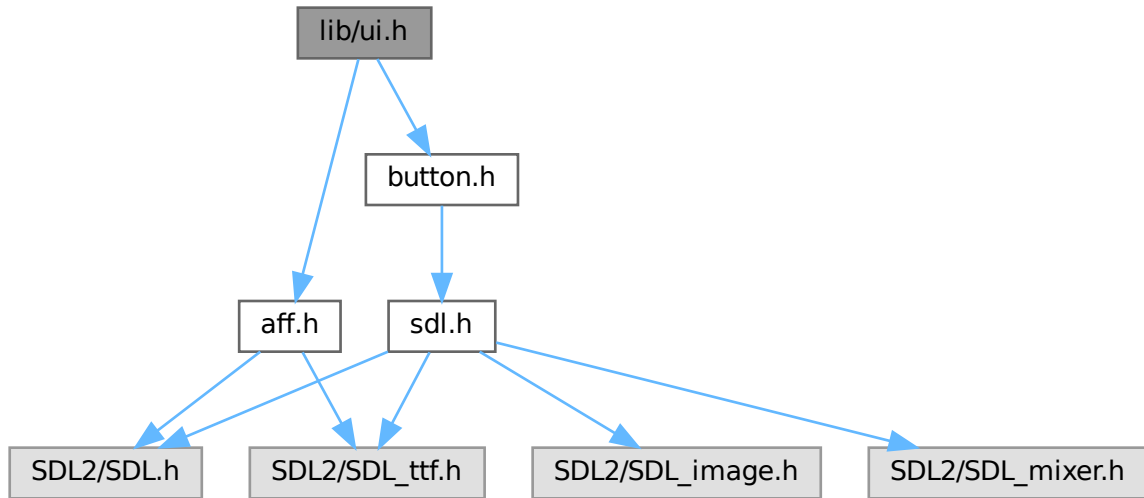 lib/ui.h
button.h
aff.h
sdl.h
SDL2/SDL.h
SDL2/SDL_ttf.h
SDL2/SDL_image.h
SDL2/SDL_mixer.h